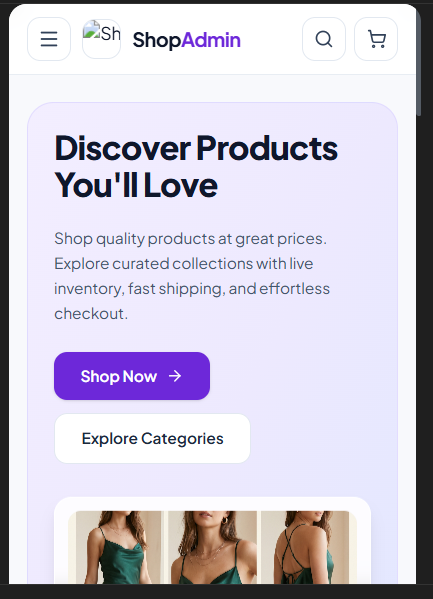 Sh
ShopAdmin
Discover Products
You'll Love
Shop quality products at great prices.
Explore curated collections with live
inventory, fast shipping, and effortless
checkout.
Shop Now
Explore Categories